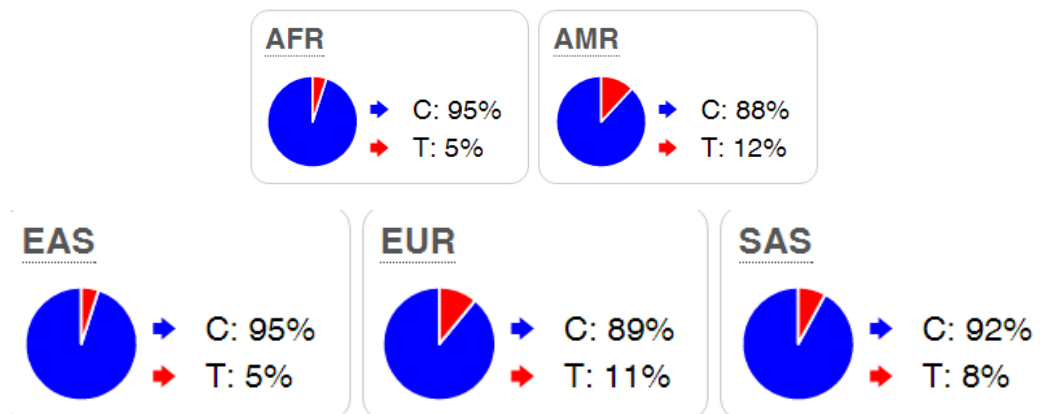 AFR
C: 95%
T: 5%
AMR
C: 88%
T: 12%
EAS
C: 95%
T: 5%
EUR
C: 89%
T: 11%
SAS
C: 92%
T: 8%